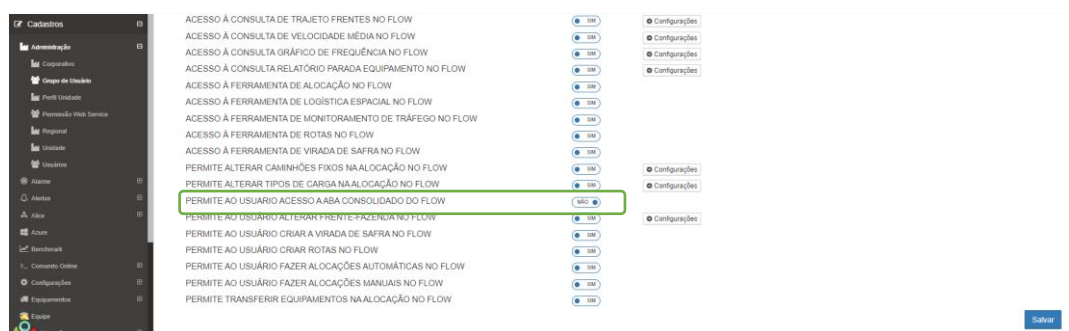 Cadastros
Administração
Corporativo
Grupo de Usuário
Perfil Unidade
Permissão Web Service
Regional
Unidade
Usuários
Alarme
Alertas
Alice
Azure
Benchmark
Comando Online
Configurações
Equipamentos
Equipe
ACESSO À CONSULTA DE TRAJETO FRENTES NO FLOW SIM Configurações
ACESSO À CONSULTA DE VELOCIDADE MÉDIA NO FLOW SIM Configurações
ACESSO À CONSULTA GRÁFICO DE FREQUÊNCIA NO FLOW SIM Configurações
ACESSO À CONSULTA RELATÓRIO PARADA EQUIPAMENTO NO FLOW SIM Configurações
ACESSO À FERRAMENTA DE ALOCAÇÃO NO FLOW SIM
ACESSO À FERRAMENTA DE LOGÍSTICA ESPACIAL NO FLOW SIM
ACESSO À FERRAMENTA DE MONITORAMENTO DE TRÁFEGO NO FLOW SIM
ACESSO À FERRAMENTA DE ROTAS NO FLOW SIM
ACESSO À FERRAMENTA DE VIRADA DE SAFRA NO FLOW SIM
PERMITE ALTERAR CAMINHÕES FIXOS NA ALOCAÇÃO NO FLOW SIM Configurações
PERMITE ALTERAR TIPOS DE CARGA NA ALOCAÇÃO NO FLOW SIM Configurações
PERMITE AO USUARIO ACESSO A ABA CONSOLIDADO DO FLOW NÃO
PERMITE AO USUÁRIO ALTERAR FRENTE-FAZENDA NO FLOW SIM Configurações
PERMITE AO USUÁRIO CRIAR A VIRADA DE SAFRA NO FLOW SIM
PERMITE AO USUÁRIO CRIAR ROTAS NO FLOW SIM
PERMITE AO USUÁRIO FAZER ALOCAÇÕES AUTOMÁTICAS NO FLOW SIM
PERMITE AO USUÁRIO FAZER ALOCAÇÕES MANUAIS NO FLOW SIM
PERMITE TRANSFERIR EQUIPAMENTOS NA ALOCAÇÃO NO FLOW SIM
Salvar